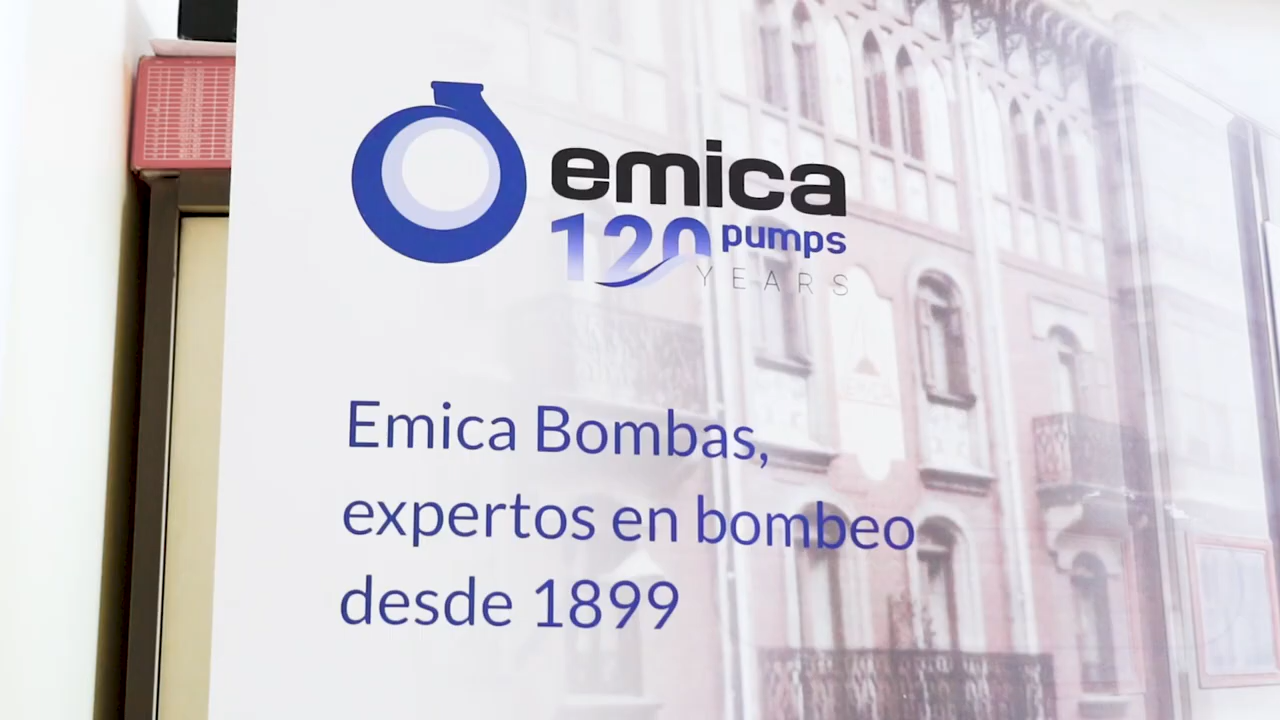 emica
120 pumps
YEARS
Emica Bombas,
expertos en bombeo
desde 1899